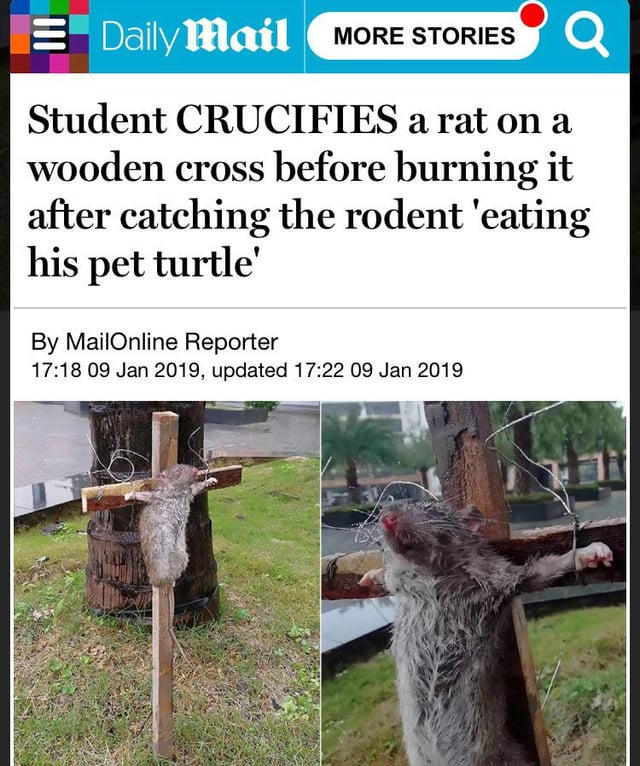 Daily Mail MORE STORIES
Student CRUCIFIES a rat on a
wooden cross before burning it
after catching the rodent 'eating
his pet turtle'
By MailOnline Reporter
17:18 09 Jan 2019, updated 17:22 09 Jan 2019